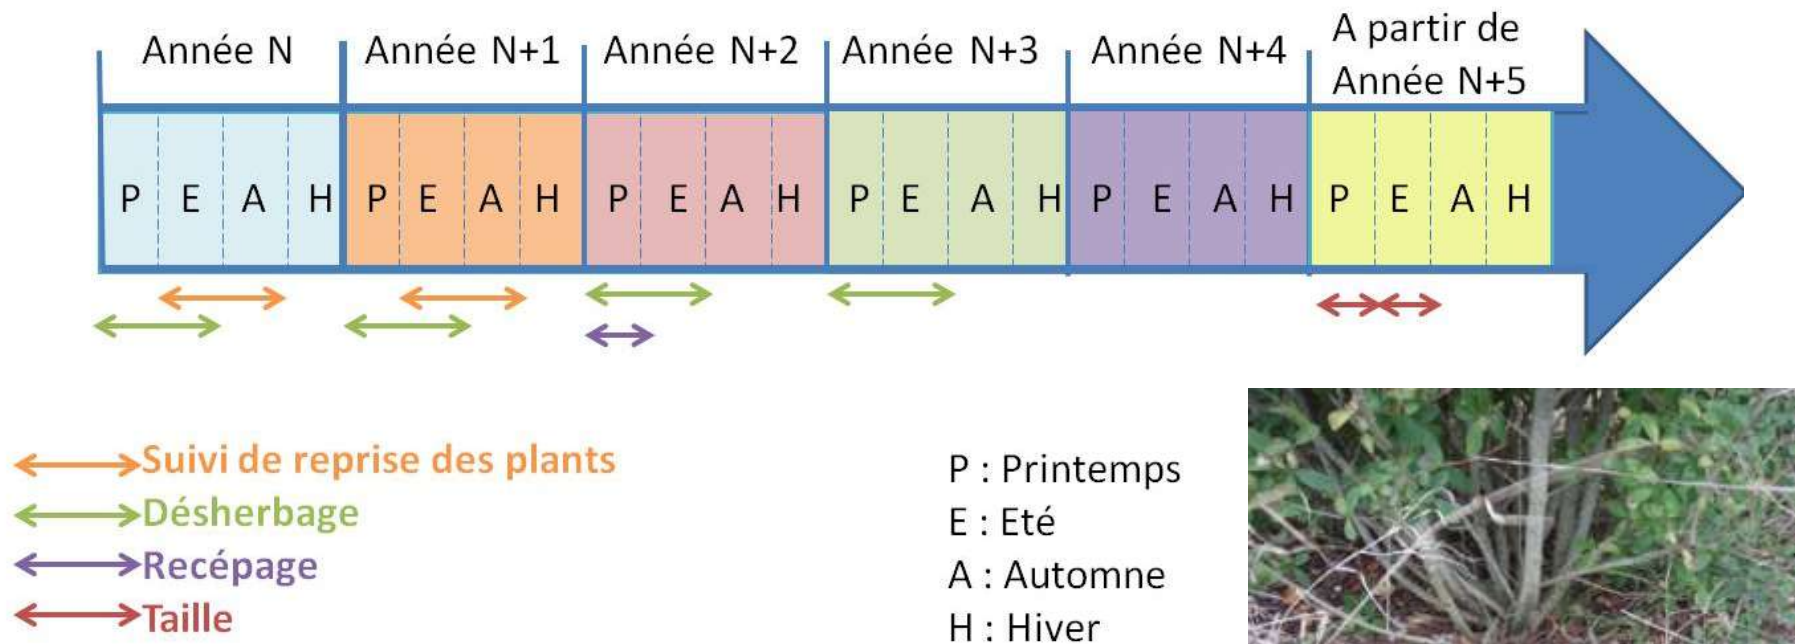 Année N
Année N+1
Année N+2
Année N+3
Année N+4
A partir de
Année N+5
P E A H P E A H P E A H P E A H P E A H P E A H
Suivi de reprise des plants
Désherbage
Recépage
Taille
P : Printemps
E : Eté
A : Automne
H : Hiver